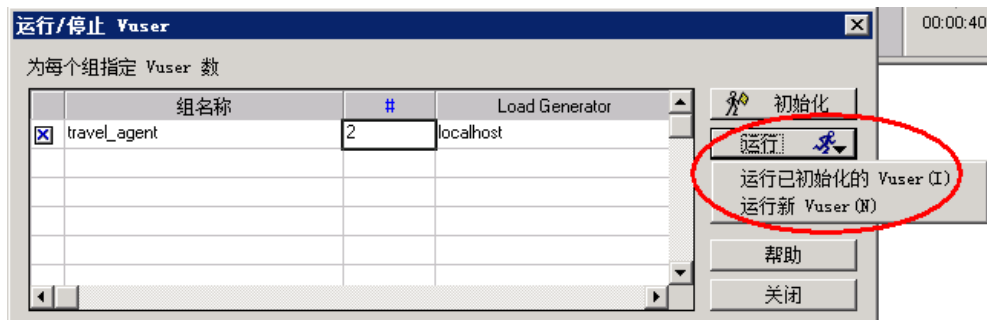 运行/停止 Vuser
00:00:40
为每个组指定 Vuser 数
组名称 # Load Generator
travel_agent 2 localhost
初始化
运行
运行已初始化的 Vuser(I)
运行新 Vuser(N)
帮助
关闭